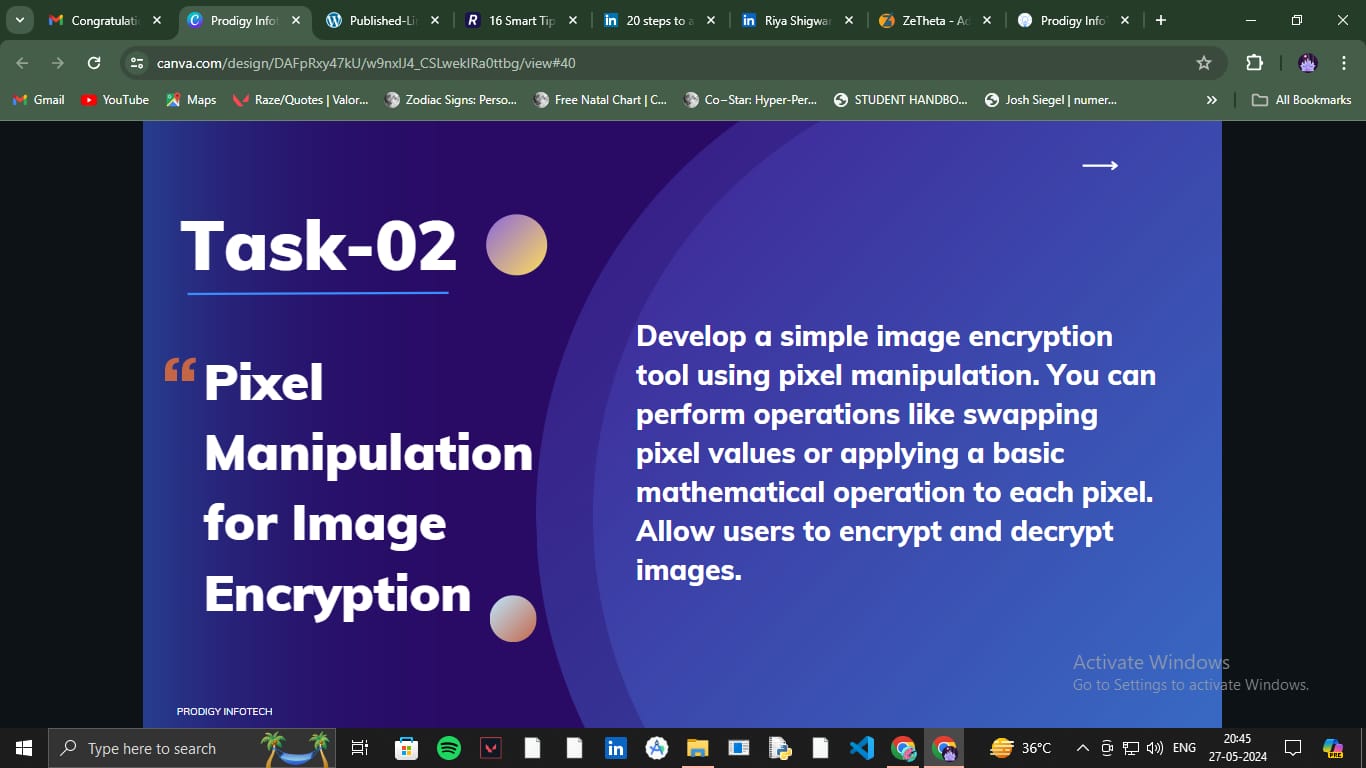 Congratulati
Prodigy Infot
Published-Li
16 Smart Tip
20 steps to a
Riya Shigwan
ZeTheta - Ad
Prodigy Info
canva.com/design/DAFpRxy47kU/w9nxIJ4_CSLweklRa0ttbg/view#40
Gmail
YouTube
Maps
Raze/Quotes | Valor...
Zodiac Signs: Perso...
Free Natal Chart | C...
Co–Star: Hyper-Per...
STUDENT HANDBO...
Josh Siegel | numer...
»
All Bookmarks
Task-02
“ Pixel
Manipulation
for Image
Encryption
Develop a simple image encryption
tool using pixel manipulation. You can
perform operations like swapping
pixel values or applying a basic
mathematical operation to each pixel.
Allow users to encrypt and decrypt
images.
PRODIGY INFOTECH
Activate Windows
Go to Settings to activate Windows.
Type here to search
36°C
ENG
20:45
27-05-2024
PRE